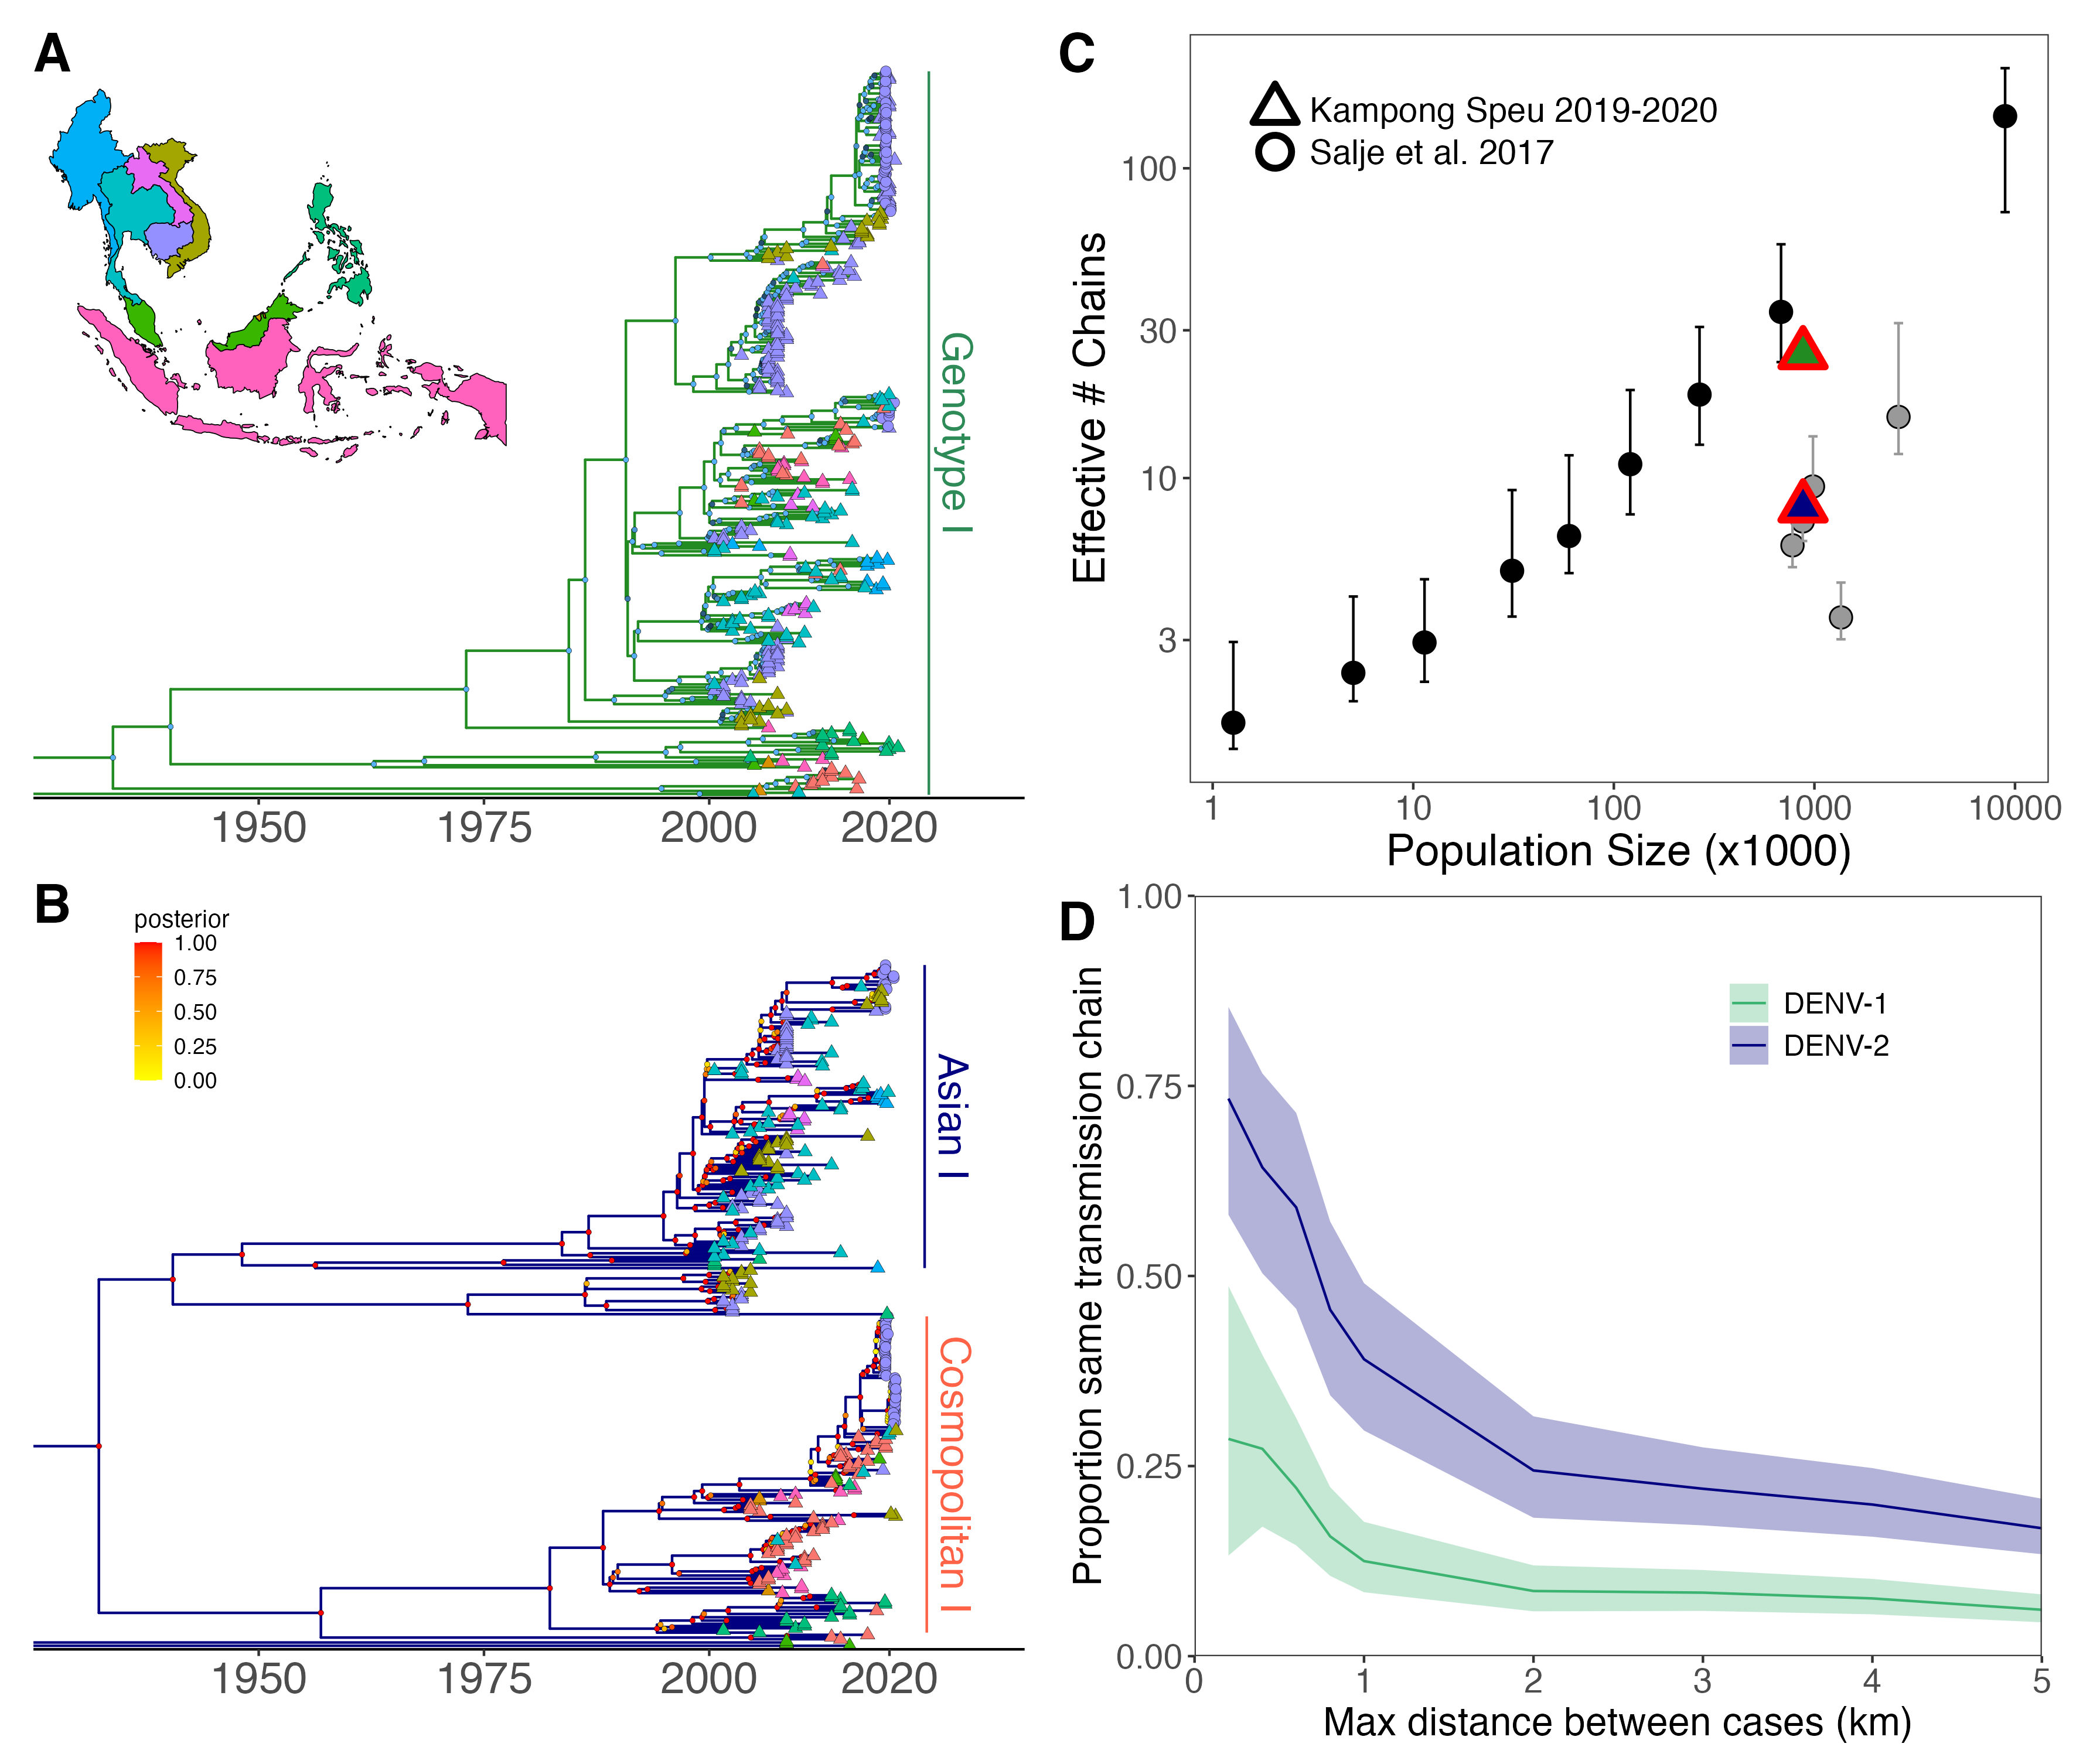 A
Genotype I
1950 1975 2000 2020
B
posterior
1.00
0.75
0.50
0.25
0.00
Asian I
Cosmopolitan I
1950 1975 2000 2020
C
Kampong Speu 2019-2020
Salje et al. 2017
Effective # Chains
100
30
10
3
1 10 100 1000 10000
Population Size (x1000)
D
DENV-1
DENV-2
Proportion same transmission chain
1.00
0.75
0.50
0.25
0.00
0 1 2 3 4 5
Max distance between cases (km)